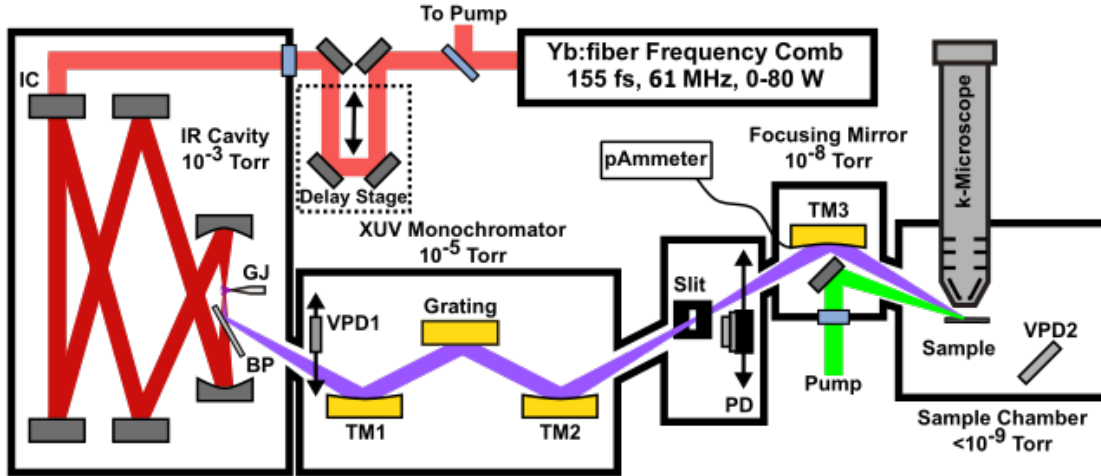 To Pump
Yb:fiber Frequency Comb
155 fs, 61 MHz, 0-80 W
IC
IR Cavity
10-3 Torr
Delay Stage
GJ
BP
XUV Monochromator
10-5 Torr
VPD1
Grating
TM1
TM2
Slit
PD
pAmmeter
Focusing Mirror
10-8 Torr
TM3
Pump
k-Microscope
Sample
VPD2
Sample Chamber
<10-9 Torr